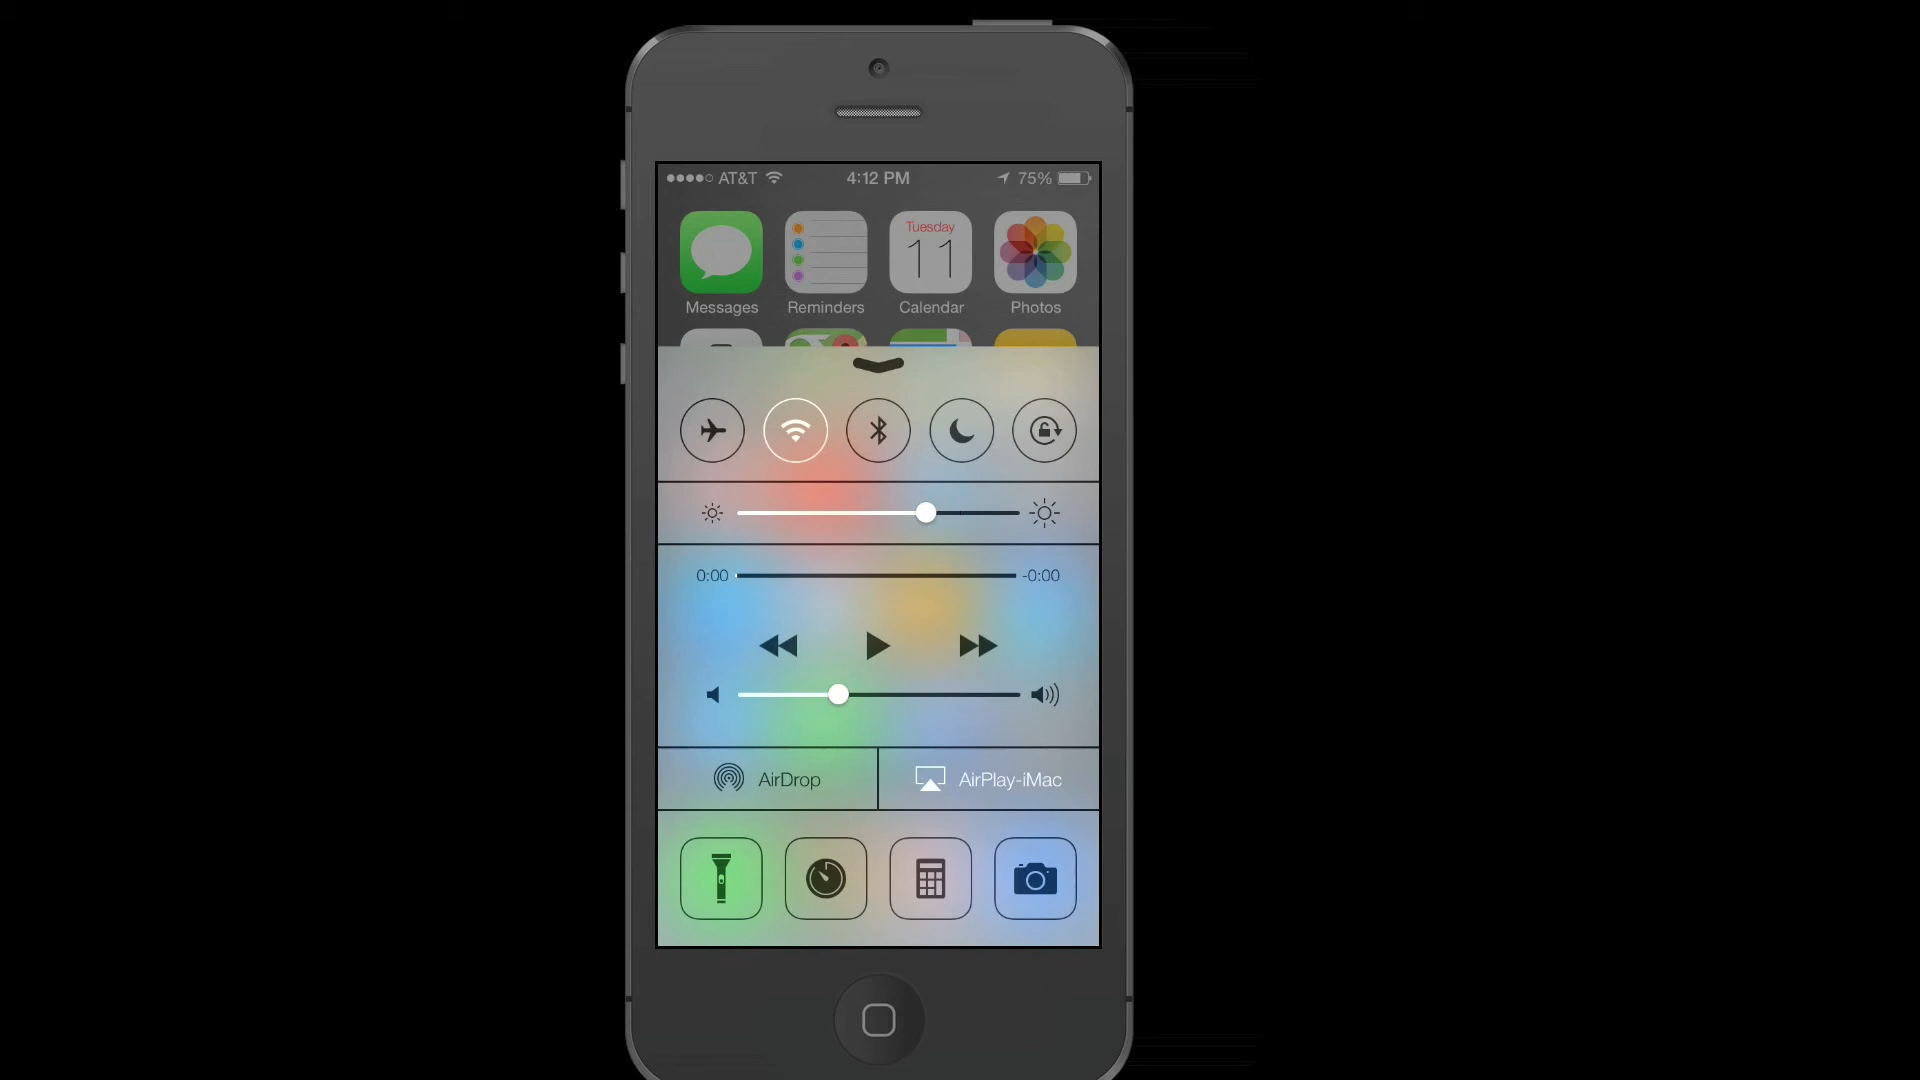 AT&T 4:12 PM 75%
Tuesday
11
Messages Reminders Calendar Photos
0:00 -0:00
AirDrop AirPlay-iMac